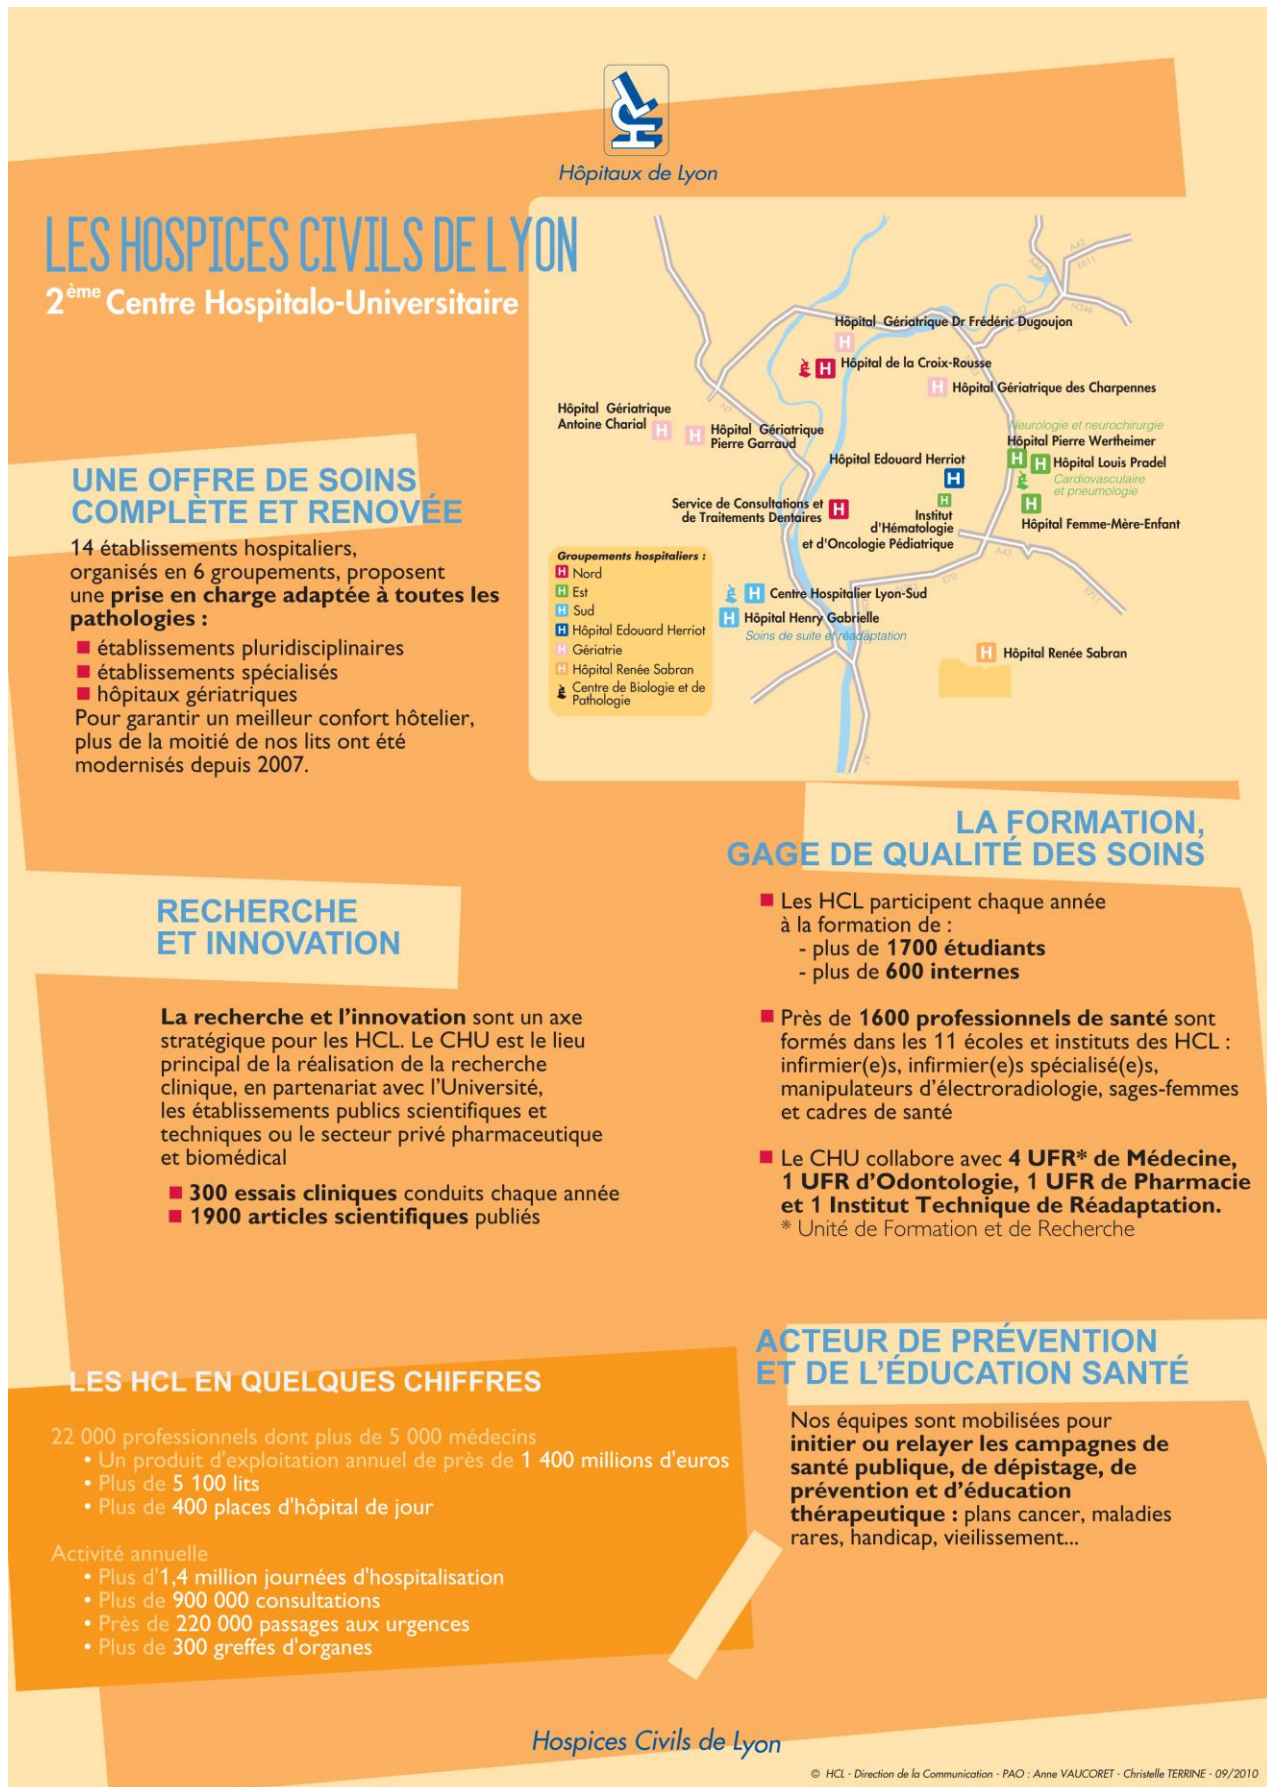 Hôpitaux de Lyon
LES HOSPICES CIVILS DE LYON
2ème Centre Hospitalo-Universitaire
A42
E611
A46
A42
N346
Hôpital Gériatrique Dr Frédéric Dugoujon
H
H Hôpital de la Croix-Rousse
H Hôpital Gériatrique des Charpennes
Hôpital Gériatrique
Antoine Charial H
H Hôpital Gériatrique
Pierre Garraud
Neurologie et neurochirurgie
Hôpital Pierre Wertheimer
H H Hôpital Louis Pradel
Cardiovasculaire
et pneumologie
H
Hôpital Femme-Mère-Enfant
Hôpital Edouard Herriot
H
H
Institut
d'Hématologie
et d'Oncologie Pédiatrique
Service de Consultations et
de Traitements Dentaires H
A43
E70
E711
H Centre Hospitalier Lyon-Sud
H Hôpital Henry Gabrielle
Soins de suite et réadaptation
H Hôpital Renée Sabran
A7
Groupements hospitaliers :
H Nord
H Est
H Sud
H Hôpital Edouard Herriot
H Gériatrie
H Hôpital Renée Sabran
Centre de Biologie et de
Pathologie
UNE OFFRE DE SOINS
COMPLÈTE ET RENOVÉE
14 établissements hospitaliers,
organisés en 6 groupements, proposent
une prise en charge adaptée à toutes les
pathologies :
établissements pluridisciplinaires
établissements spécialisés
hôpitaux gériatriques
Pour garantir un meilleur confort hôtelier,
plus de la moitié de nos lits ont été
modernisés depuis 2007.
LA FORMATION,
GAGE DE QUALITÉ DES SOINS
Les HCL participent chaque année
à la formation de :
- plus de 1700 étudiants
- plus de 600 internes
Près de 1600 professionnels de santé sont
formés dans les 11 écoles et instituts des HCL :
infirmier(e)s, infirmier(e)s spécialisé(e)s,
manipulateurs d'électroradiologie, sages-femmes
et cadres de santé
Le CHU collabore avec 4 UFR* de Médecine,
1 UFR d'Odontologie, 1 UFR de Pharmacie
et 1 Institut Technique de Réadaptation.
* Unité de Formation et de Recherche
RECHERCHE
ET INNOVATION
La recherche et l'innovation sont un axe
stratégique pour les HCL. Le CHU est le lieu
principal de la réalisation de la recherche
clinique, en partenariat avec l'Université,
les établissements publics scientifiques et
techniques ou le secteur privé pharmaceutique
et biomédical
300 essais cliniques conduits chaque année
1900 articles scientifiques publiés
ACTEUR DE PRÉVENTION
ET DE L'ÉDUCATION SANTÉ
Nos équipes sont mobilisées pour
initier ou relayer les campagnes de
santé publique, de dépistage, de
prévention et d'éducation
thérapeutique : plans cancer, maladies
rares, handicap, vieilissement...
LES HCL EN QUELQUES CHIFFRES
22 000 professionnels dont plus de 5 000 médecins
• Un produit d'exploitation annuel de près de 1 400 millions d'euros
• Plus de 5 100 lits
• Plus de 400 places d'hôpital de jour
Activité annuelle
• Plus d'1,4 million journées d'hospitalisation
• Plus de 900 000 consultations
• Près de 220 000 passages aux urgences
• Plus de 300 greffes d'organes
Hospices Civils de Lyon
© HCL - Direction de la Communication - PAO : Anne VAUCORET - Christelle TERRINE - 09/2010